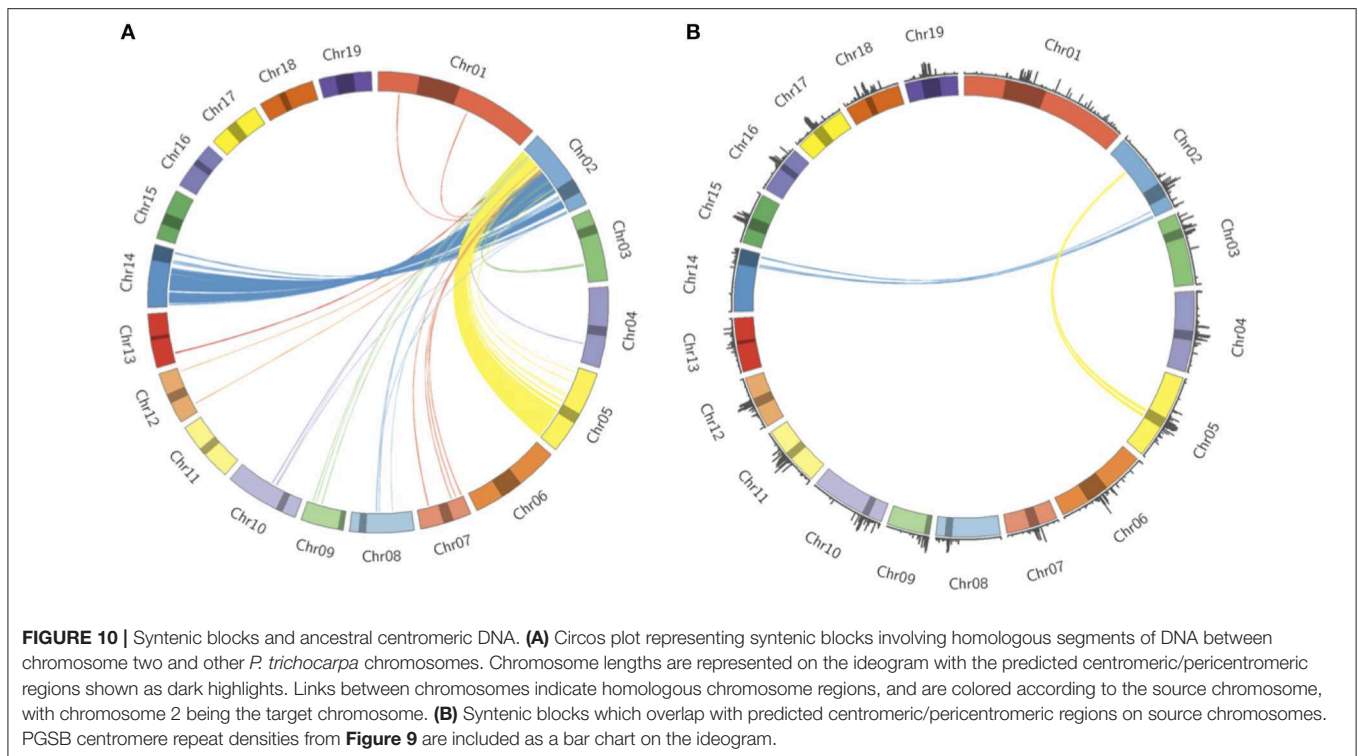 A
Chr01
Chr02
Chr03
Chr04
Chr05
Chr06
Chr07
Chr08
Chr09
Chr10
Chr11
Chr12
Chr13
Chr14
Chr15
Chr16
Chr17
Chr18
Chr19
B
Chr01
Chr02
Chr03
Chr04
Chr05
Chr06
Chr07
Chr08
Chr09
Chr10
Chr11
Chr12
Chr13
Chr14
Chr15
Chr16
Chr17
Chr18
Chr19
FIGURE 10 | Syntenic blocks and ancestral centromeric DNA. (A) Circos plot representing syntenic blocks involving homologous segments of DNA between
chromosome two and other P. trichocarpa chromosomes. Chromosome lengths are represented on the ideogram with the predicted centromeric/pericentromeric
regions shown as dark highlights. Links between chromosomes indicate homologous chromosome regions, and are colored according to the source chromosome,
with chromosome 2 being the target chromosome. (B) Syntenic blocks which overlap with predicted centromeric/pericentromeric regions on source chromosomes.
PGSB centromere repeat densities from Figure 9 are included as a bar chart on the ideogram.